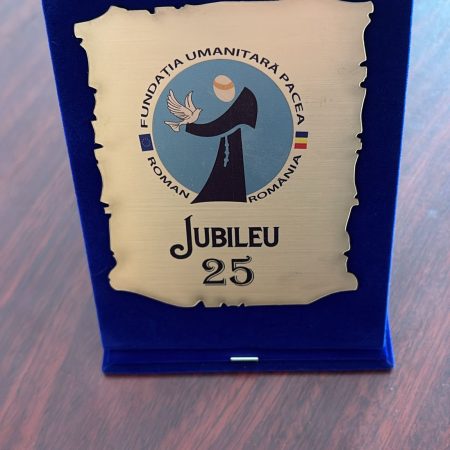 FUNDAȚIA UMANITARĂ PACEA
ROMAN ROMÂNIA
JUBILEU
25